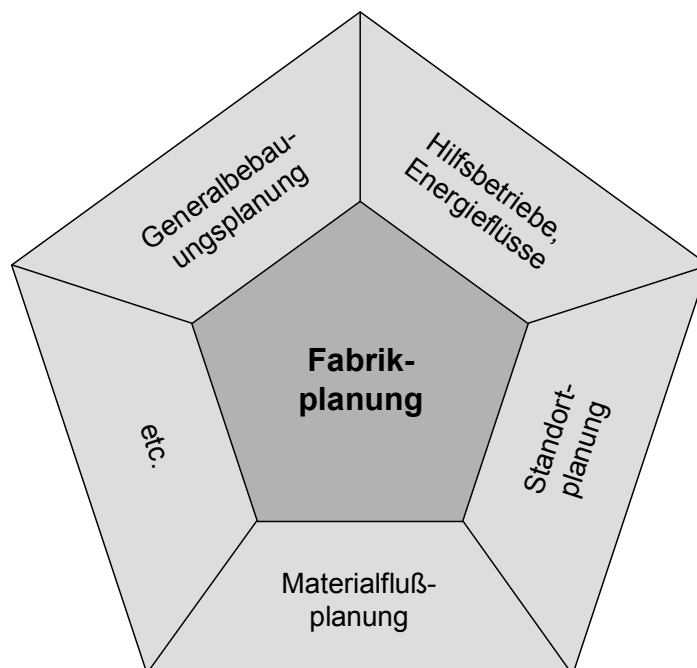 Generalbebau-
ungsplanung
Hilfsbetriebe,
Energieflüsse
Fabrik-
planung
etc.
Standort-
planung
Materialfluß-
planung